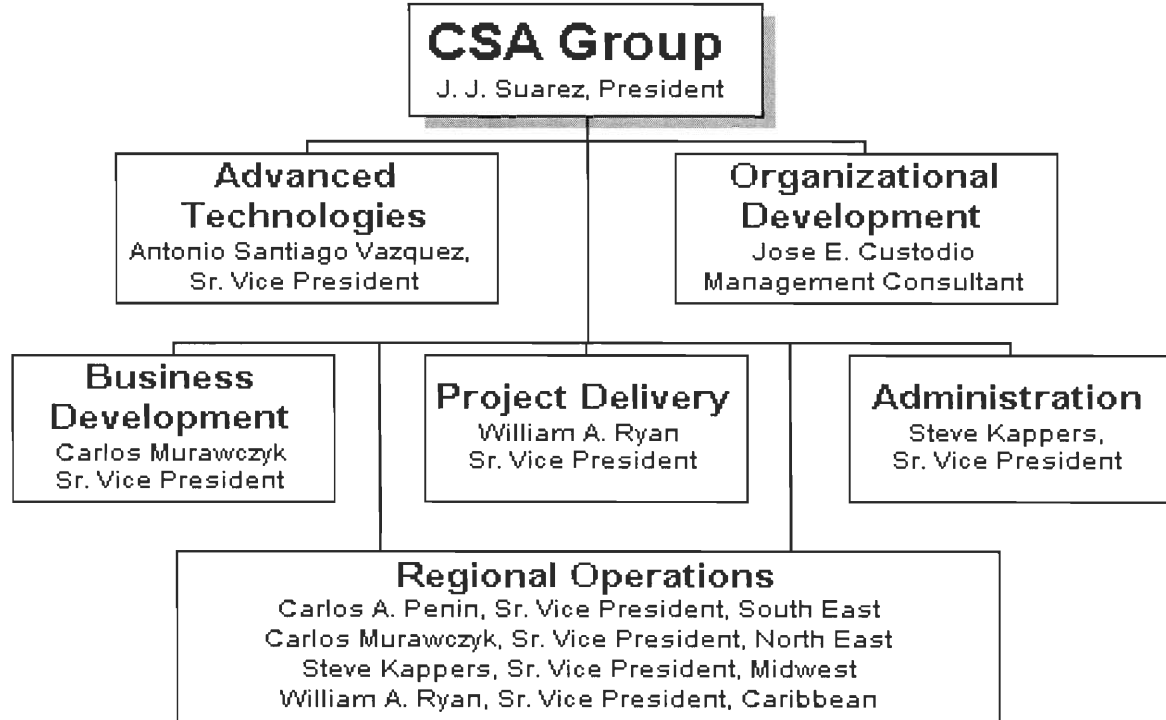 CSA Group
J. J. Suarez, President
Advanced
Technologies
Antonio Santiago Vazquez,
Sr. Vice President
Organizational
Development
Jose E. Custodio
Management Consultant
Business
Development
Carlos Murawczyk
Sr. Vice President
Project Delivery
William A. Ryan
Sr. Vice President
Administration
Steve Kappers,
Sr. Vice President
Regional Operations
Carlos A. Penin, Sr. Vice President, South East
Carlos Murawczyk, Sr. Vice President, North East
Steve Kappers, Sr. Vice President, Midwest
William A. Ryan, Sr. Vice President, Caribbean